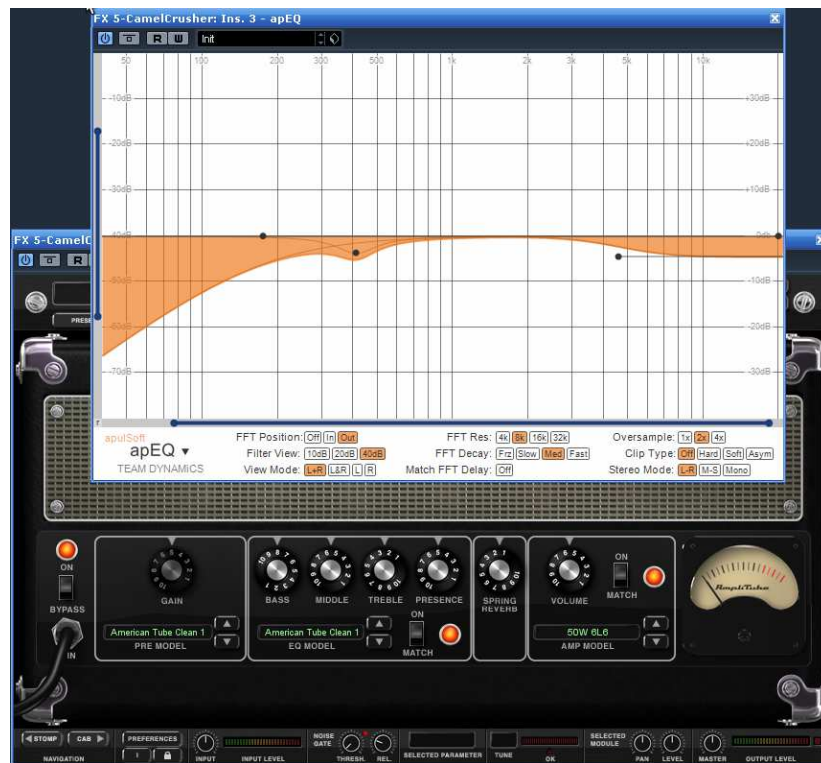 FX 5-CamelCrusher: Ins. 3 - apEQ
R W Init
50 100 200 300 500 1k 2k 3k 5k 10k
-10dB +30dB
-20dB +20dB
-30dB +10dB
-40dB 0dB
FX 5-CamelC
R
-50dB -10dB
-60dB -20dB
PRESE
-70dB -30dB
apulSoft
apEQ ▼
TEAM DYNAMICS
FFT Position: Off In Out
Filter View: 10dB 20dB 40dB
View Mode: L+R L&R L R
FFT Res: 4k 8k 16k 32k
FFT Decay: Frz Slow Med Fast
Match FFT Delay: Off
Oversample: 1x 2x 4x
Clip Type: Off Hard Soft Asym
Stereo Mode: L-R M-S Mono
ON
BYPASS
IN
GAIN
American Tube Clean 1
PRE MODEL
BASS MIDDLE TREBLE PRESENCE
American Tube Clean 1
EQ MODEL
ON
MATCH
SPRING
REVERB
VOLUME
ON
MATCH
50W 6L6
AMP MODEL
AmpliTube
STOMP CAB
NAVIGATION
PREFERENCES
INPUT INPUT LEVEL
NOISE
GATE
THRESH. REL.
SELECTED PARAMETER
TUNE OK
SELECTED
MODULE
PAN LEVEL
MASTER OUTPUT LEVEL